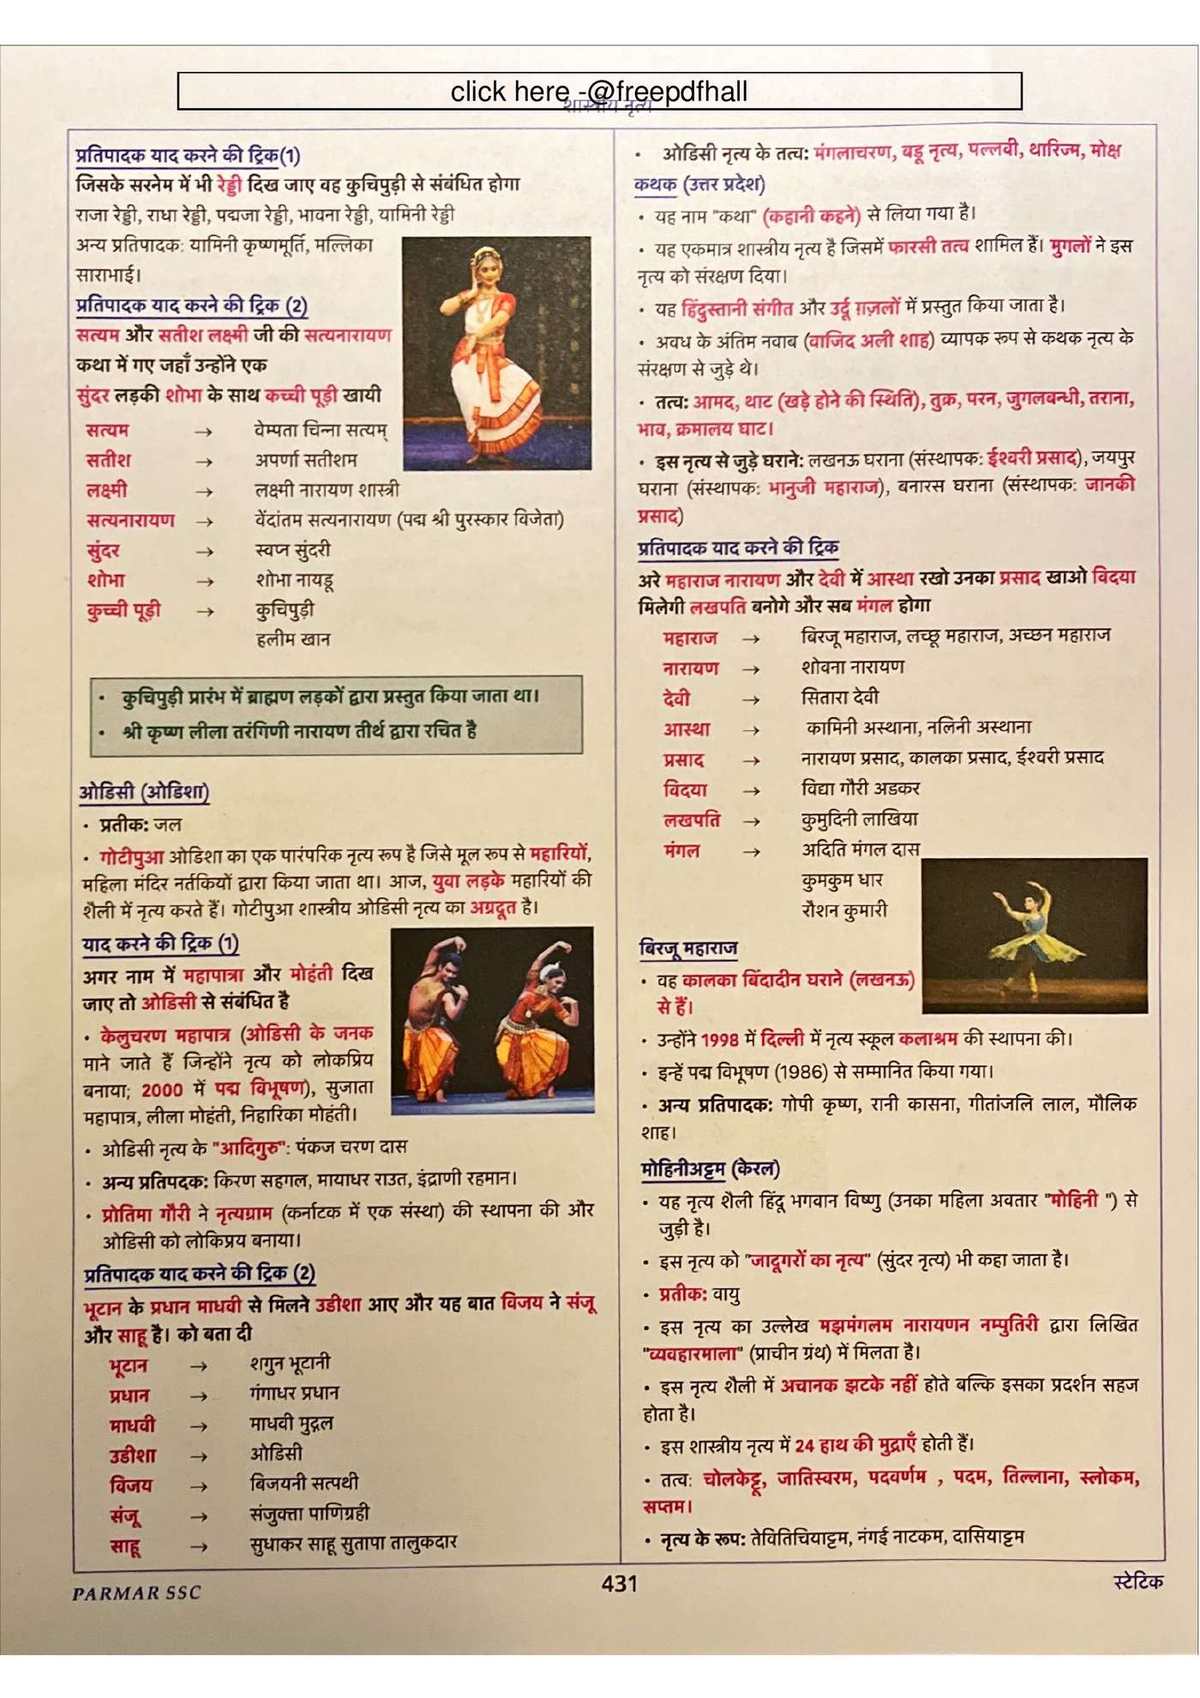 click here -@freepdfhall
शास्त्रीय नृत्य
प्रतिपादक याद करने की ट्रिक(1)
जिसके सरनेम में भी रेड्डी दिख जाए वह कुचिपुड़ी से संबंधित होगा
राजा रेड्डी, राधा रेड्डी, पद्मजा रेड्डी, भावना रेड्डी, यामिनी रेड्डी
अन्य प्रतिपादक: यामिनी कृष्णमूर्ति, मल्लिका
साराभाई।
प्रतिपादक याद करने की ट्रिक (2)
सत्यम और सतीश लक्ष्मी जी की सत्यनारायण
कथा में गए जहाँ उन्होंने एक
सुंदर लड़की शोभा के साथ कच्ची पूड़ी खायी
सत्यम → वेम्पता चिन्ना सत्यम्
सतीश → अपर्णा सतीशम
लक्ष्मी → लक्ष्मी नारायण शास्त्री
सत्यनारायण → वेंदांतम सत्यनारायण (पद्म श्री पुरस्कार विजेता)
सुंदर → स्वप्न सुंदरी
शोभा → शोभा नायडू
कुच्ची पूड़ी → कुचिपुड़ी
हलीम खान
• कुचिपुड़ी प्रारंभ में ब्राह्मण लड़कों द्वारा प्रस्तुत किया जाता था।
• श्री कृष्ण लीला तरंगिणी नारायण तीर्थ द्वारा रचित है
ओडिसी (ओडिशा)
• प्रतीक: जल
• गोटीपुआ ओडिशा का एक पारंपरिक नृत्य रूप है जिसे मूल रूप से महारियों,
महिला मंदिर नर्तकियों द्वारा किया जाता था। आज, युवा लड़के महारियों की
शैली में नृत्य करते हैं। गोटीपुआ शास्त्रीय ओडिसी नृत्य का अग्रदूत है।
याद करने की ट्रिक (1)
अगर नाम में महापात्रा और मोहंती दिख
जाए तो ओडिसी से संबंधित है
• केलुचरण महापात्र (ओडिसी के जनक
माने जाते हैं जिन्होंने नृत्य को लोकप्रिय
बनाया; 2000 में पद्म विभूषण), सुजाता
महापात्र, लीला मोहंती, निहारिका मोहंती।
• ओडिसी नृत्य के "आदिगुरु": पंकज चरण दास
• अन्य प्रतिपदक: किरण सहगल, मायाधर राउत, इंद्राणी रहमान।
• प्रोतिमा गौरी ने नृत्यग्राम (कर्नाटक में एक संस्था) की स्थापना की और
ओडिसी को लोकिप्रय बनाया।
प्रतिपादक याद करने की ट्रिक (2)
भूटान के प्रधान माधवी से मिलने उडीशा आए और यह बात विजय ने संजू
और साहू है। को बता दी
भूटान → शगुन भूटानी
प्रधान → गंगाधर प्रधान
माधवी → माधवी मुद्गल
उडीशा → ओडिसी
विजय → बिजयनी सत्पथी
संजू → संजुक्ता पाणिग्रही
साहू → सुधाकर साहू सुतापा तालुकदार
• ओडिसी नृत्य के तत्व: मंगलाचरण, बडू नृत्य, पल्लवी, थारिज्म, मोक्ष
कथक (उत्तर प्रदेश)
• यह नाम "कथा" (कहानी कहने) से लिया गया है।
• यह एकमात्र शास्त्रीय नृत्य है जिसमें फारसी तत्व शामिल हैं। मुगलों ने इस
नृत्य को संरक्षण दिया।
• यह हिंदुस्तानी संगीत और उर्दू ग़ज़लों में प्रस्तुत किया जाता है।
• अवध के अंतिम नवाब (वाजिद अली शाह) व्यापक रूप से कथक नृत्य के
संरक्षण से जुड़े थे।
• तत्व: आमद, थाट (खड़े होने की स्थिति), तुक्र, परन, जुगलबन्धी, तराना,
भाव, क्रमालय घाट।
• इस नृत्य से जुड़े घराने: लखनऊ घराना (संस्थापक: ईश्वरी प्रसाद), जयपुर
घराना (संस्थापक: भानुजी महाराज), बनारस घराना (संस्थापक: जानकी
प्रसाद)
प्रतिपादक याद करने की ट्रिक
अरे महाराज नारायण और देवी में आस्था रखो उनका प्रसाद खाओ विदया
मिलेगी लखपति बनोगे और सब मंगल होगा
महाराज → बिरजू महाराज, लच्छू महाराज, अच्छन महाराज
नारायण → शोवना नारायण
देवी → सितारा देवी
आस्था → कामिनी अस्थाना, नलिनी अस्थाना
प्रसाद → नारायण प्रसाद, कालका प्रसाद, ईश्वरी प्रसाद
विदया → विद्या गौरी अडकर
लखपति → कुमुदिनी लाखिया
मंगल → अदिति मंगल दास
कुमकुम धार
रौशन कुमारी
बिरजू महाराज
• वह कालका बिंदादीन घराने (लखनऊ)
से हैं।
• उन्होंने 1998 में दिल्ली में नृत्य स्कूल कलाश्रम की स्थापना की।
• इन्हें पद्म विभूषण (1986) से सम्मानित किया गया।
• अन्य प्रतिपादक: गोपी कृष्ण, रानी कासना, गीतांजलि लाल, मौलिक
शाह।
मोहिनीअट्टम (केरल)
• यह नृत्य शैली हिंदू भगवान विष्णु (उनका महिला अवतार "मोहिनी ") से
जुड़ी है।
• इस नृत्य को "जादूगरों का नृत्य" (सुंदर नृत्य) भी कहा जाता है।
• प्रतीक: वायु
• इस नृत्य का उल्लेख मझमंगलम नारायणन नम्पुतिरी द्वारा लिखित
"व्यवहारमाला" (प्राचीन ग्रंथ) में मिलता है।
• इस नृत्य शैली में अचानक झटके नहीं होते बल्कि इसका प्रदर्शन सहज
होता है।
• इस शास्त्रीय नृत्य में 24 हाथ की मुद्राएँ होती हैं।
• तत्व: चोलकेट्टू, जातिस्वरम, पदवर्णम , पदम, तिल्लाना, स्लोकम,
सप्तम।
• नृत्य के रूप: तेवितिचियाट्टम, नंगई नाटकम, दासियाट्टम
PARMAR SSC
431
स्टेटिक